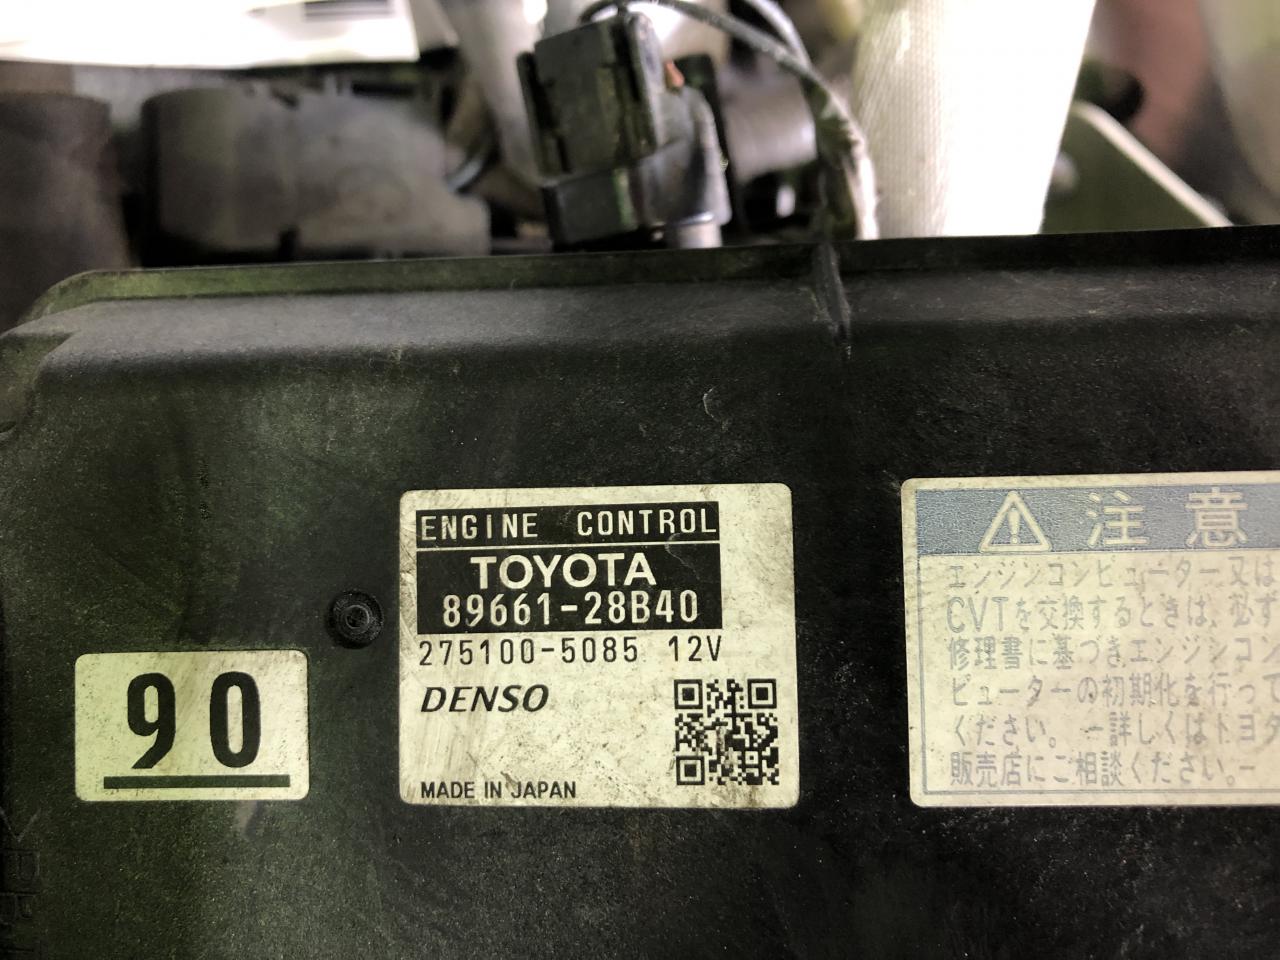 ENGINE CONTROL
TOYOTA
89661-28B40
275100-5085 12V
DENSO
MADE IN JAPAN
90
注意
エンジンコンピューター又は
CVTを交換するときは、必ず
修理書に基づきエンジンコン
ピューターの初期化を行って
ください。 -詳しくはトヨタ
販売店にご相談ください。-